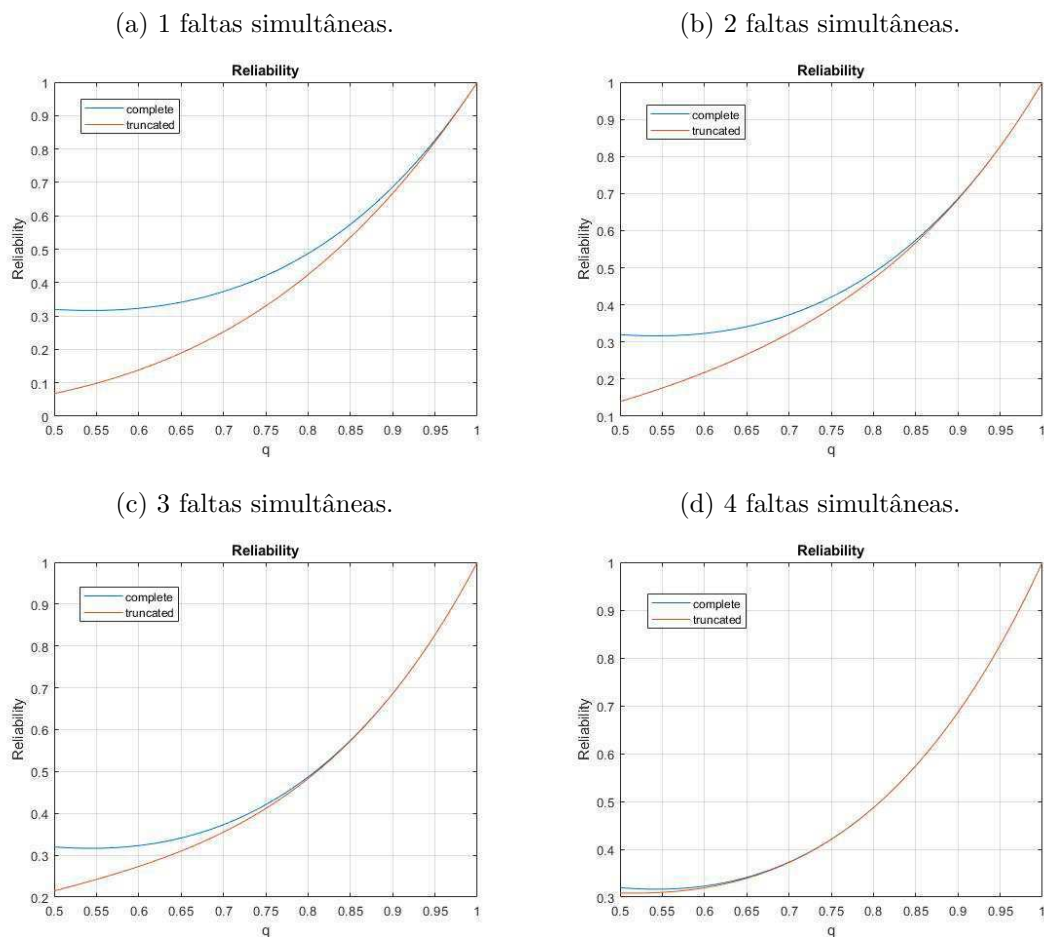 (a) 1 faltas simultâneas.
Reliability
1
0.9
0.8
0.7
0.6
0.5
0.4
0.3
0.2
0.1
0
Reliability
complete
truncated
0.5 0.55 0.6 0.65 0.7 0.75 0.8 0.85 0.9 0.95 1
q
(b) 2 faltas simultâneas.
Reliability
1
0.9
0.8
0.7
0.6
0.5
0.4
0.3
0.2
0.1
Reliability
complete
truncated
0.5 0.55 0.6 0.65 0.7 0.75 0.8 0.85 0.9 0.95 1
q
(c) 3 faltas simultâneas.
Reliability
1
0.9
0.8
0.7
0.6
0.5
0.4
0.3
0.2
Reliability
complete
truncated
0.5 0.55 0.6 0.65 0.7 0.75 0.8 0.85 0.9 0.95 1
q
(d) 4 faltas simultâneas.
Reliability
1
0.9
0.8
0.7
0.6
0.5
0.4
0.3
Reliability
complete
truncated
0.5 0.55 0.6 0.65 0.7 0.75 0.8 0.85 0.9 0.95 1
q